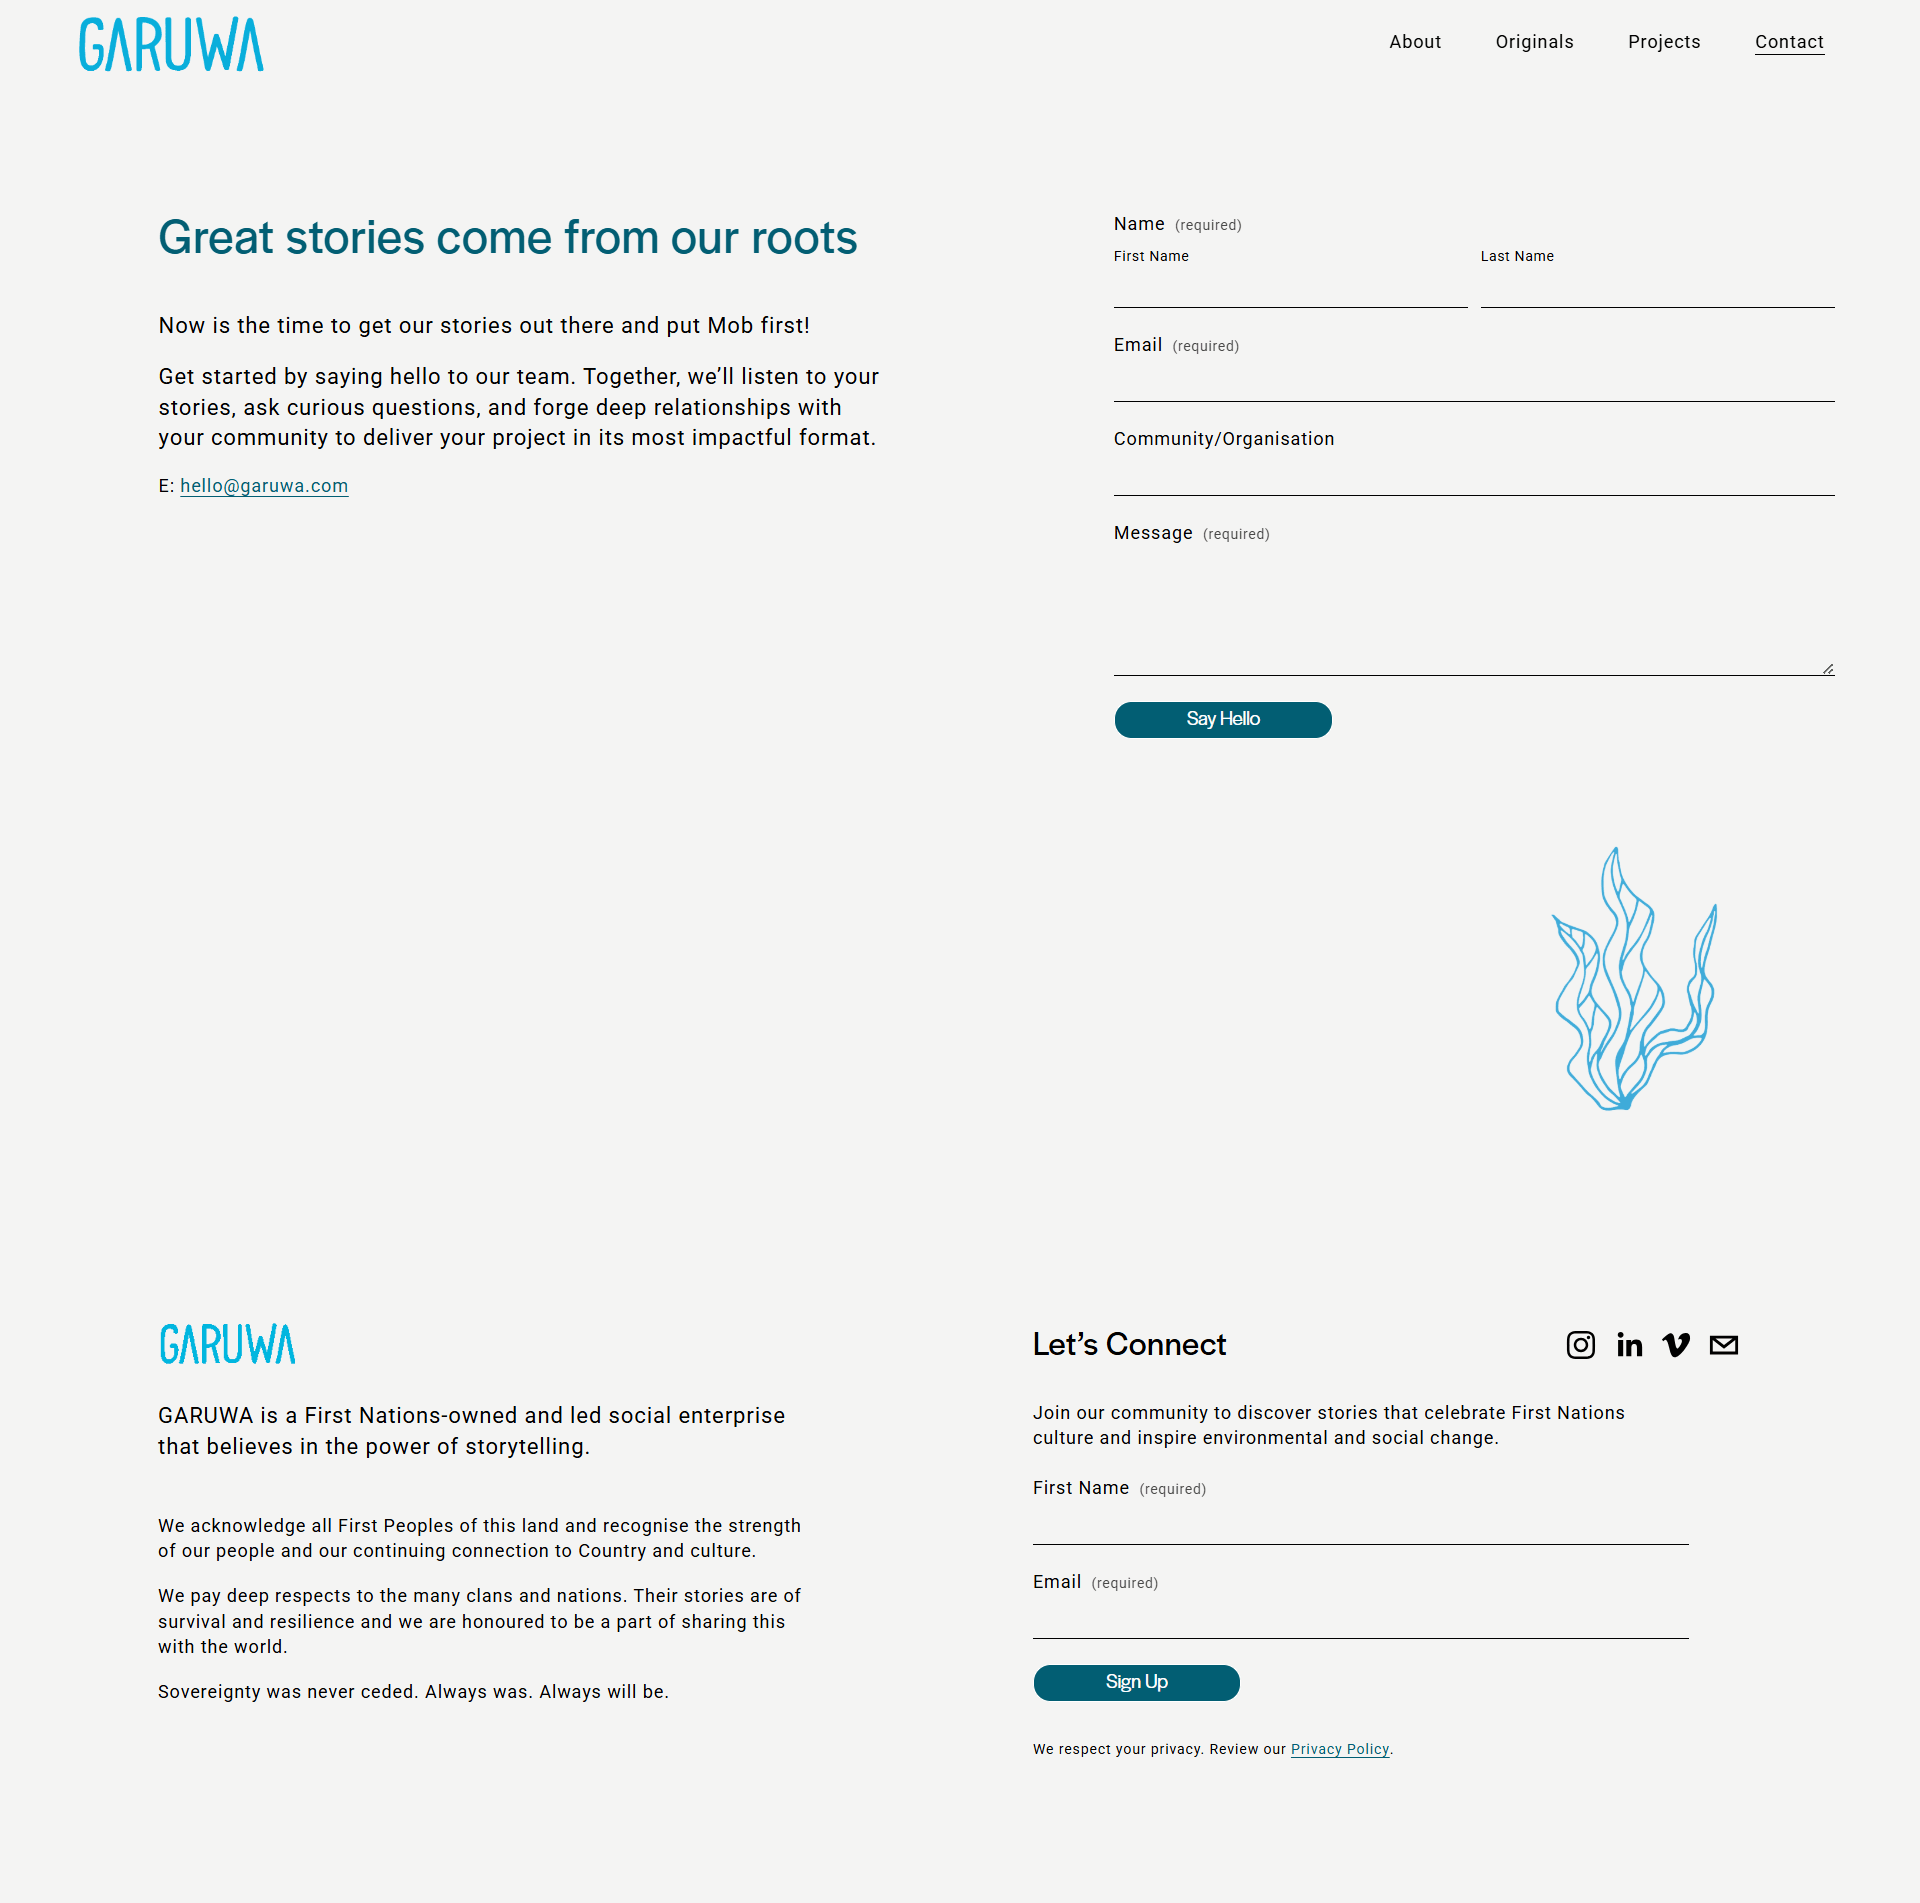 GARUWA
About Originals Projects Contact
Great stories come from our roots
Now is the time to get our stories out there and put Mob first!
Get started by saying hello to our team. Together, we’ll listen to your
stories, ask curious questions, and forge deep relationships with
your community to deliver your project in its most impactful format.
E: hello@garuwa.com
Name (required)
First Name
Last Name
Email (required)
Community/Organisation
Message (required)
Say Hello
GARUWA
GARUWA is a First Nations-owned and led social enterprise
that believes in the power of storytelling.
We acknowledge all First Peoples of this land and recognise the strength
of our people and our continuing connection to Country and culture.
We pay deep respects to the many clans and nations. Their stories are of
survival and resilience and we are honoured to be a part of sharing this
with the world.
Sovereignty was never ceded. Always was. Always will be.
Let’s Connect
Join our community to discover stories that celebrate First Nations
culture and inspire environmental and social change.
First Name (required)
Email (required)
Sign Up
We respect your privacy. Review our Privacy Policy.